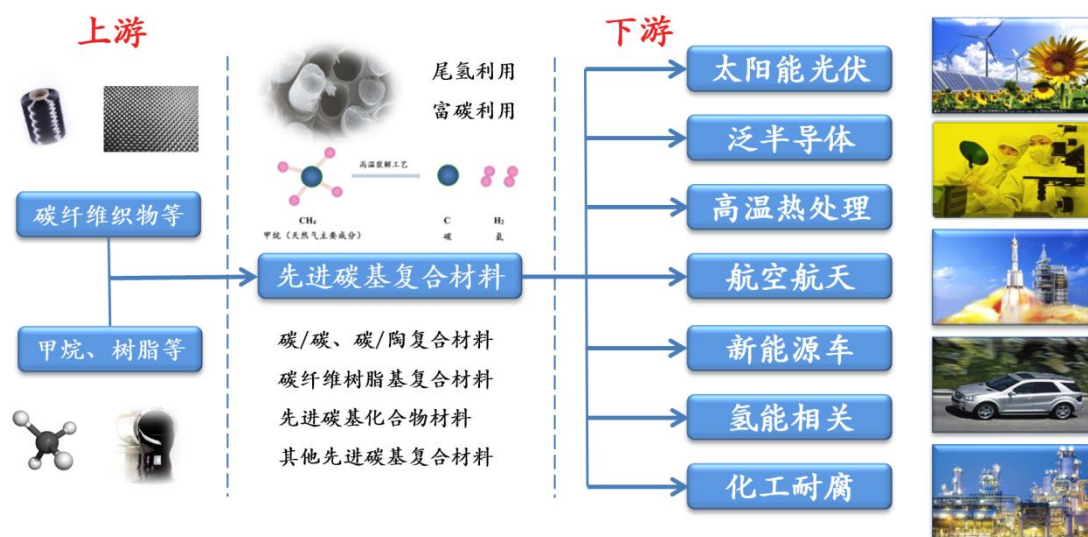 上游
碳纤维织物等
甲烷、树脂等
尾氢利用
富碳利用
高温裂解工艺
CH₄
C
H₂
甲烷（天然气主要成分）
碳
氢
先进碳基复合材料
碳/碳、碳/陶复合材料
碳纤维树脂基复合材料
先进碳基化合物材料
其他先进碳基复合材料
下游
太阳能光伏
泛半导体
高温热处理
航空航天
新能源车
氢能相关
化工耐腐